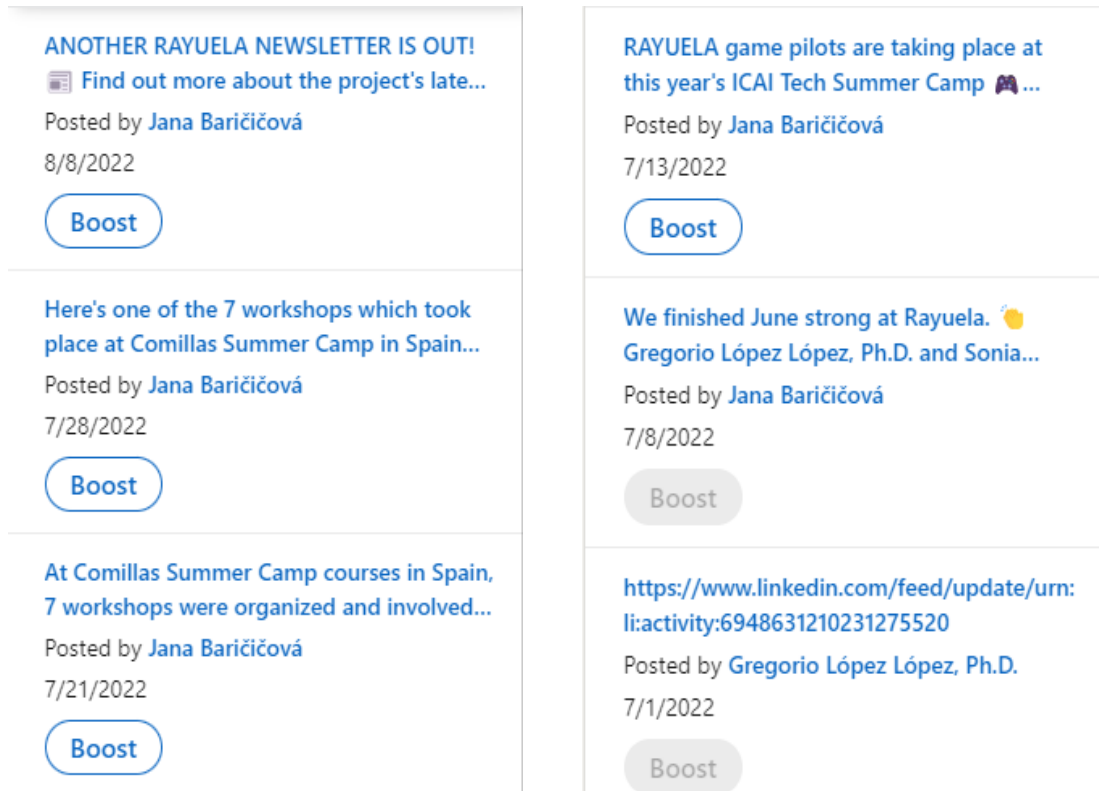 ANOTHER RAYUELA NEWSLETTER IS OUT!
📰 Find out more about the project's late...
Posted by Jana Baričičová
8/8/2022
Boost
Here's one of the 7 workshops which took
place at Comillas Summer Camp in Spain...
Posted by Jana Baričičová
7/28/2022
Boost
At Comillas Summer Camp courses in Spain,
7 workshops were organized and involved...
Posted by Jana Baričičová
7/21/2022
Boost
RAYUELA game pilots are taking place at
this year's ICAI Tech Summer Camp 🎮...
Posted by Jana Baričičová
7/13/2022
Boost
We finished June strong at Rayuela. 👏
Gregorio López López, Ph.D. and Sonia...
Posted by Jana Baričičová
7/8/2022
Boost
https://www.linkedin.com/feed/update/urn:
li:activity:6948631210231275520
Posted by Gregorio López López, Ph.D.
7/1/2022
Boost